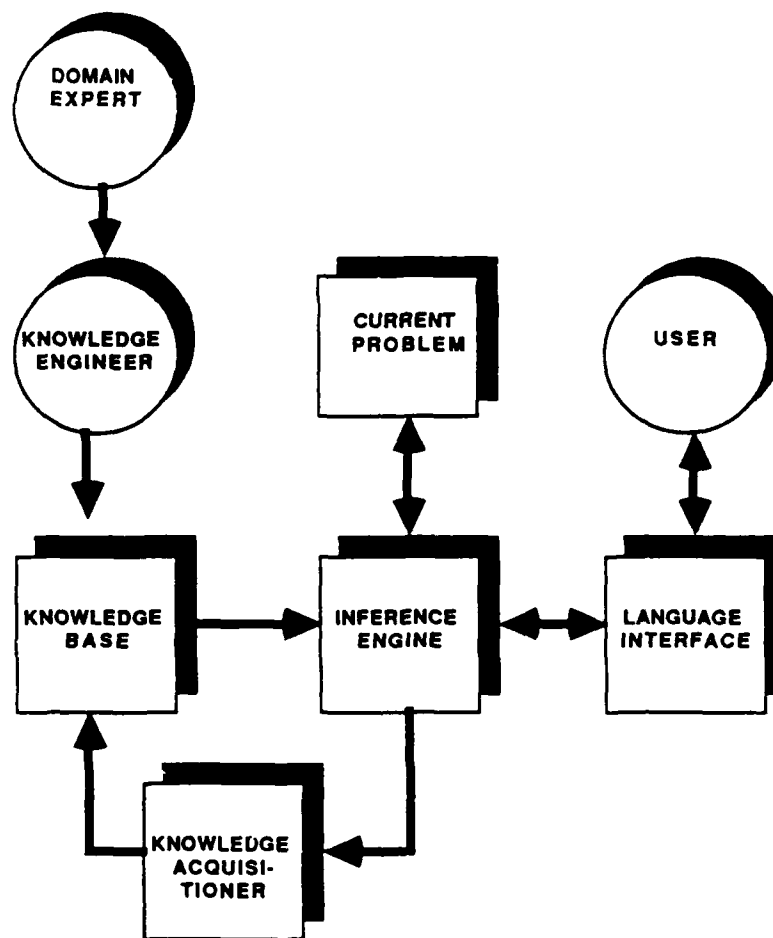 DOMAIN
EXPERT
KNOWLEDGE
ENGINEER
CURRENT
PROBLEM
USER
KNOWLEDGE
BASE
INFERENCE
ENGINE
LANGUAGE
INTERFACE
KNOWLEDGE
ACQUISI-
TIONER